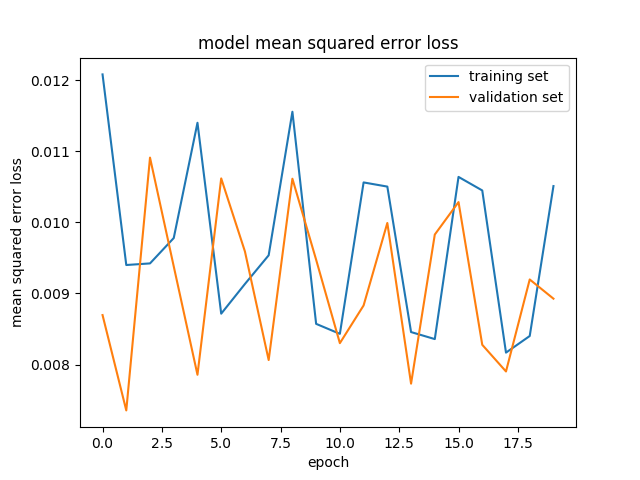 model mean squared error loss
training set
validation set
0.012
0.011
0.010
0.009
0.008
mean squared error loss
0.0 2.5 5.0 7.5 10.0 12.5 15.0 17.5
epoch